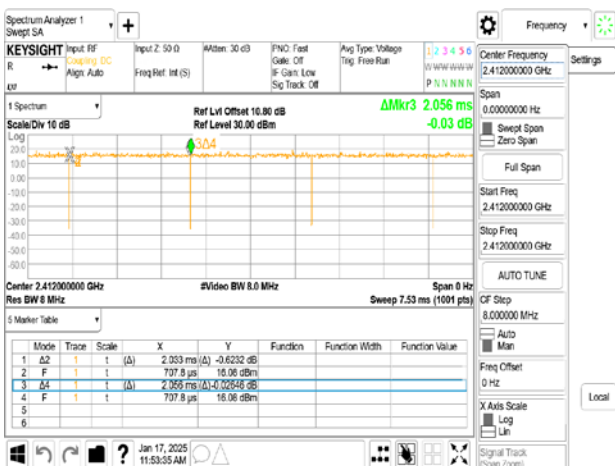 Spectrum Analyzer 1
Swept SA
Frequency
KEYSIGHT Input: RF Input Z: 50 Ω #Atten: 30 dB PNO: Fast Avg Type: Voltage 1 2 3 4 5 6
R Coupling: DC Gate: Off Trig: Free Run W W W W W W
Align: Auto Freq Ref: Int (S) IF Gain: Low
Sig Track: Off P N N N N N
1 Spectrum
Ref Lvl Offset 10.80 dB ΔMkr3 2.056 ms
Scale/Div 10 dB Ref Level 30.00 dBm -0.03 dB
Log
20.0
10.0
0.00
-10.0
-20.0
-30.0
-40.0
-50.0
-60.0
3Δ4
Center 2.412000000 GHz #Video BW 8.0 MHz Span 0 Hz
Res BW 8 MHz Sweep 7.53 ms (1001 pts)
5 Marker Table
Mode Trace Scale X Y Function Function Width Function Value
1 Δ2 1 t (Δ) 2.033 ms (Δ) -0.6232 dB
2 F 1 t 707.8 µs 16.08 dBm
3 Δ4 1 t (Δ) 2.056 ms (Δ) -0.02646 dB
4 F 1 t 707.8 µs 16.08 dBm
5
6
Jan 17, 2025
11:53:35 AM
Center Frequency
2.412000000 GHz
Settings
Span
0.00000000 Hz
Swept Span
Zero Span
Full Span
Start Freq
2.412000000 GHz
Stop Freq
2.412000000 GHz
AUTO TUNE
CF Step
8.000000 MHz
Auto
Man
Freq Offset
0 Hz
Local
X Axis Scale
Log
Lin
Signal Track
(Span Zoom)